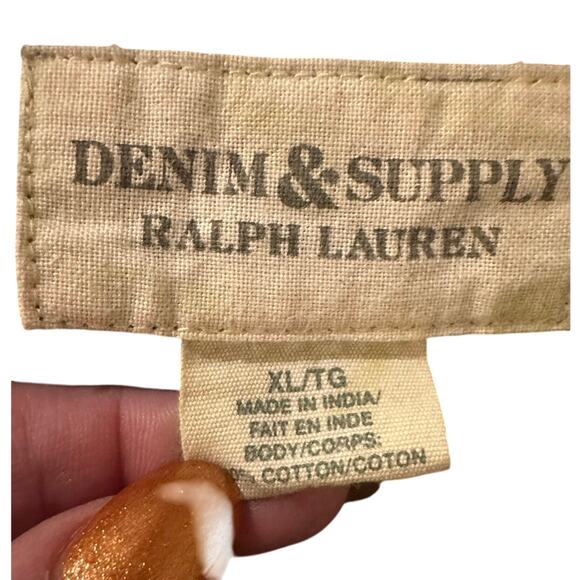 DENIM & SUPPLY
RALPH LAUREN
XL/TG
MADE IN INDIA/
FAIT EN INDE
BODY/CORPS:
COTTON/COTON